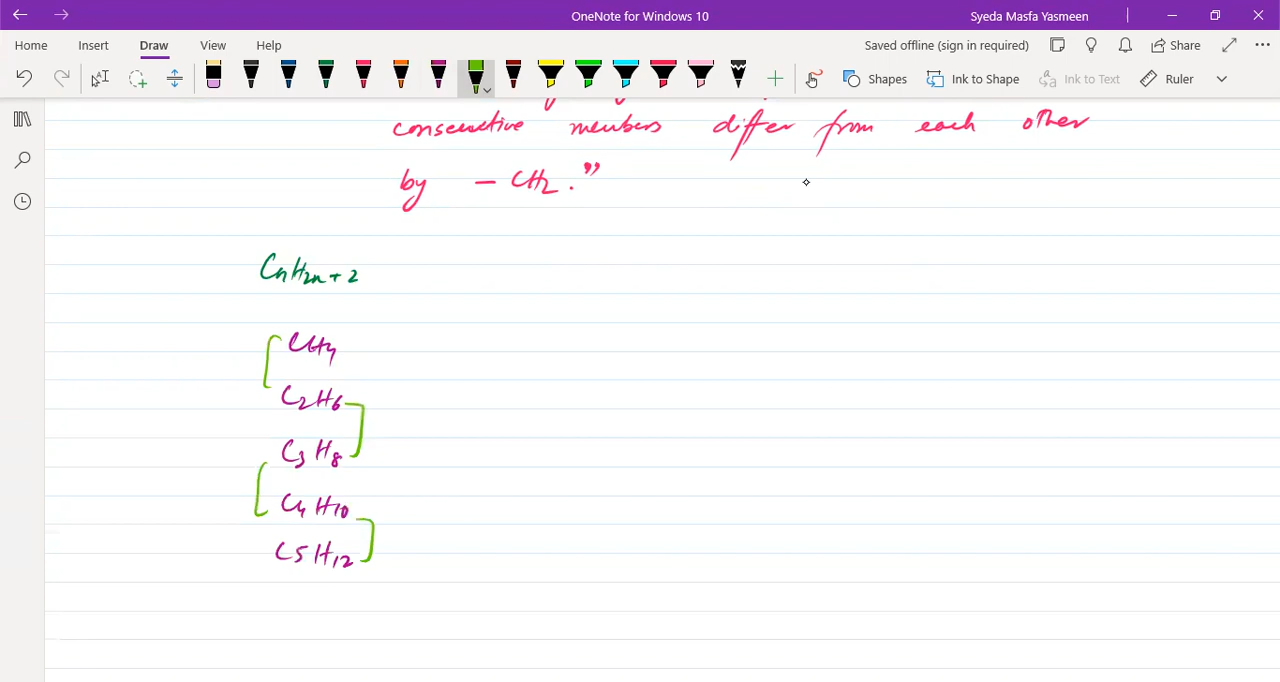 OneNote for Windows 10
Syeda Masfa Yasmeen
Home Insert Draw View Help
Saved offline (sign in required) Share
Shapes Ink to Shape Ink to Text Ruler
consecutive members differ from each other
by - CH2."
CnH2n+2
CH4
C2H6
C3H8
C4H10
C5H12